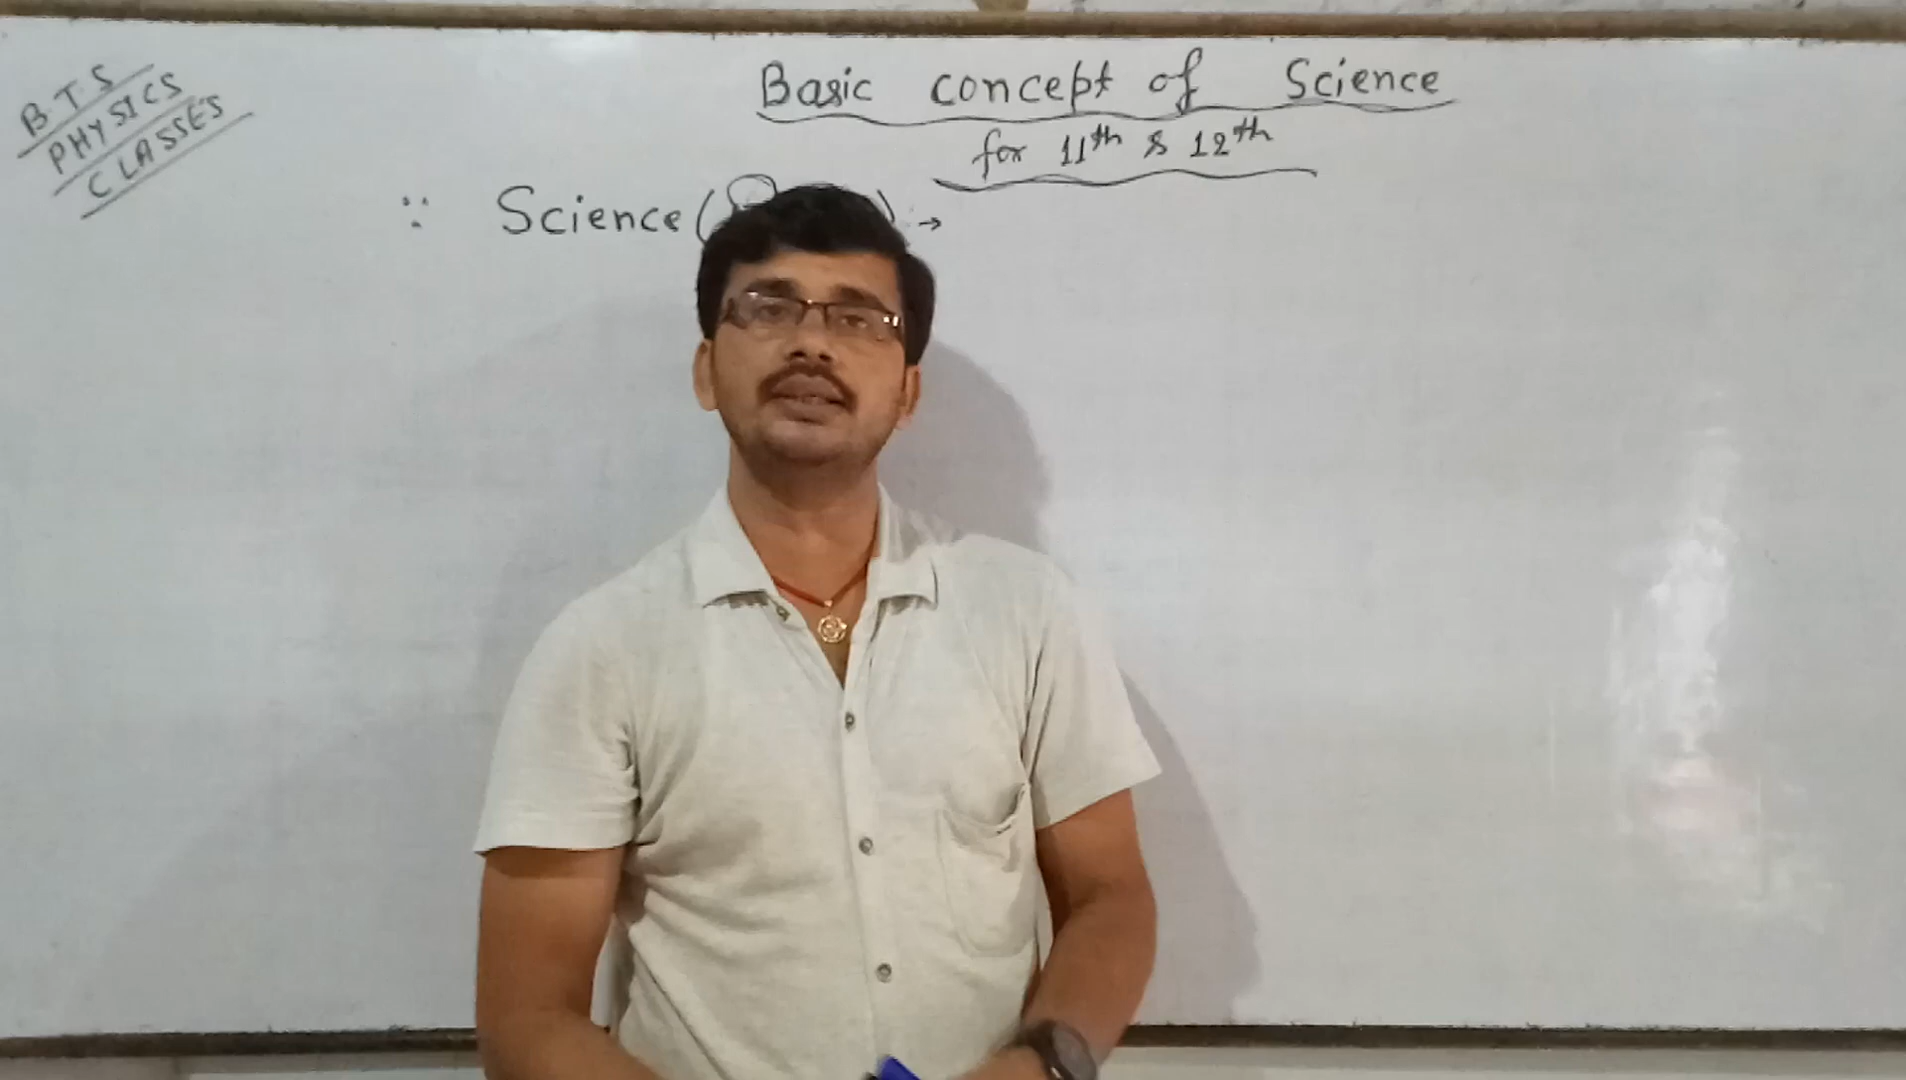 B.T.S
PHYSICS
CLASSES
Basic concept of Science
for 11th & 12th
∵ Science ( ) →